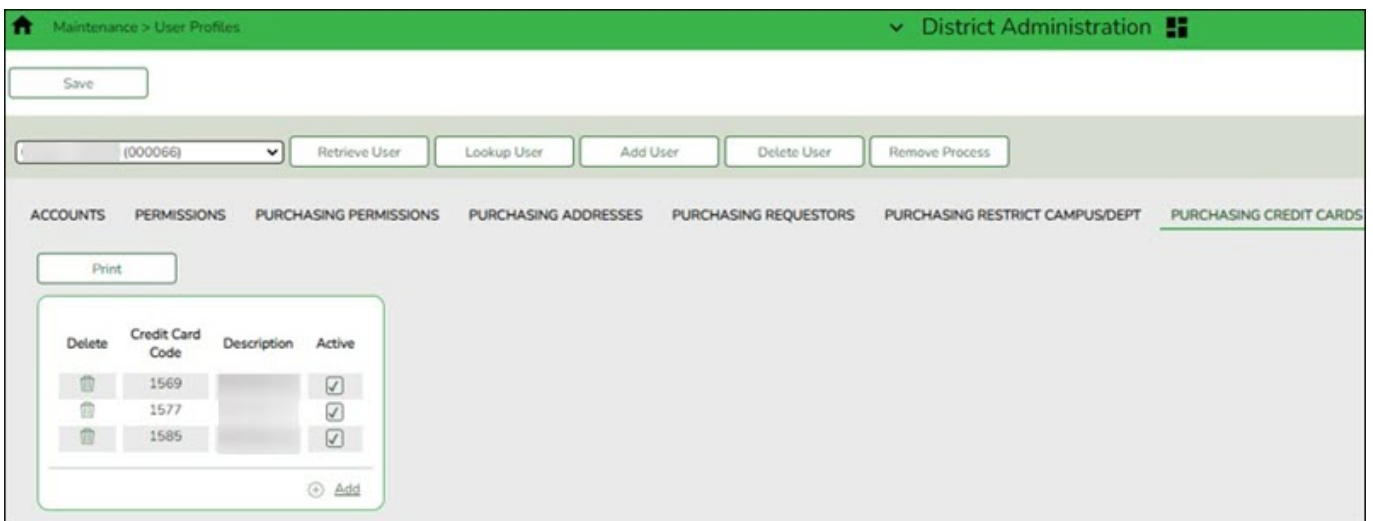 Maintenance > User Profiles
District Administration
Save
(000066) Retrieve User Lookup User Add User Delete User Remove Process
ACCOUNTS PERMISSIONS PURCHASING PERMISSIONS PURCHASING ADDRESSES PURCHASING REQUESTORS PURCHASING RESTRICT CAMPUS/DEPT PURCHASING CREDIT CARDS
Print
Delete Credit Card Code Description Active
1569
1577
1585
Add